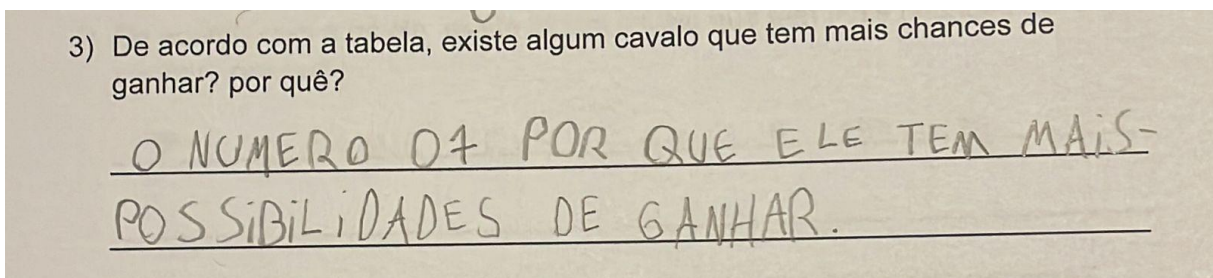 3) De acordo com a tabela, existe algum cavalo que tem mais chances de
ganhar? por quê?
O NUMERO 07 POR QUE ELE TEM MAIS-
POSSIBILIDADES DE GANHAR.